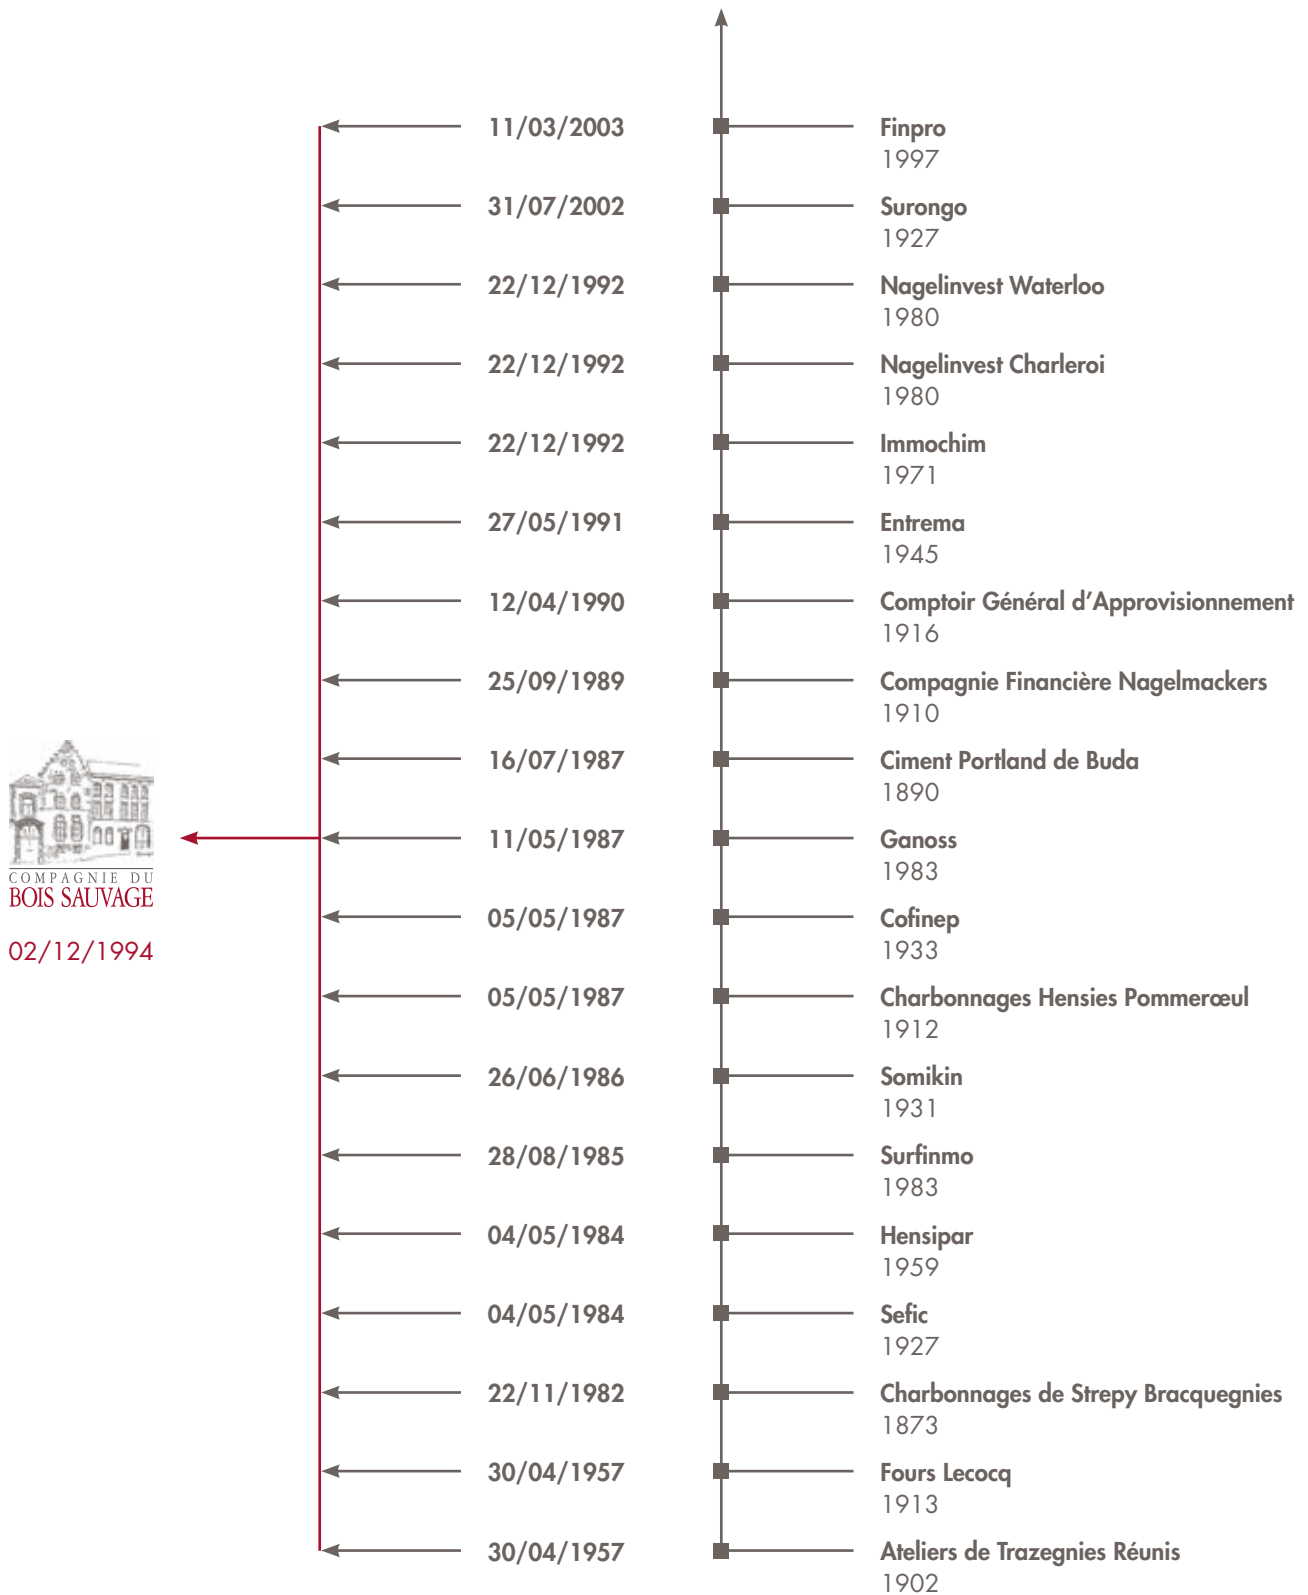 11/03/2003 Finpro
1997
31/07/2002 Surongo
1927
22/12/1992 Nagelinvest Waterloo
1980
22/12/1992 Nagelinvest Charleroi
1980
22/12/1992 Immochim
1971
27/05/1991 Entrema
1945
12/04/1990 Comptoir Général d’Approvisionnement
1916
25/09/1989 Compagnie Financière Nagelmackers
1910
16/07/1987 Ciment Portland de Buda
1890
11/05/1987 Ganoss
1983
COMPAGNIE DU
BOIS SAUVAGE
02/12/1994
05/05/1987 Cofinep
1933
05/05/1987 Charbonnages Hensies Pommerœul
1912
26/06/1986 Somikin
1931
28/08/1985 Surfinmo
1983
04/05/1984 Hensipar
1959
04/05/1984 Sefic
1927
22/11/1982 Charbonnages de Strepy Bracquegnies
1873
30/04/1957 Fours Lecocq
1913
30/04/1957 Ateliers de Trazegnies Réunis
1902